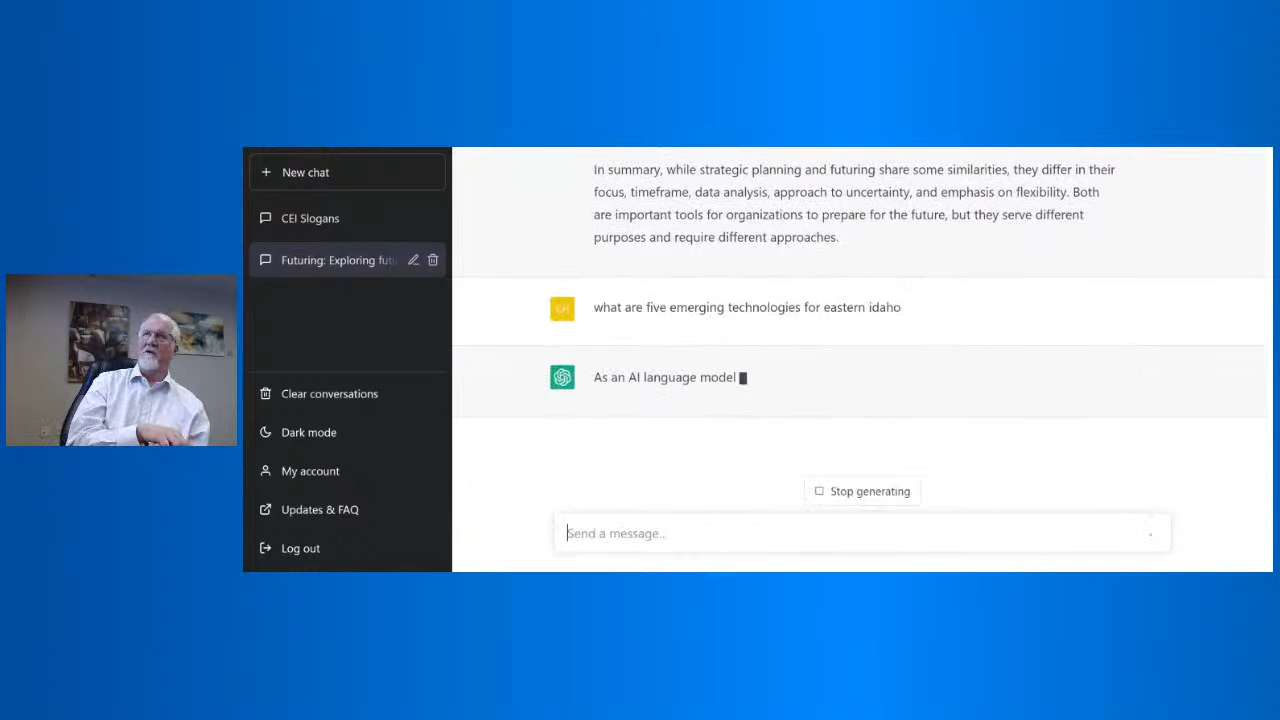 New chat
CEI Slogans
Futuring: Exploring futu
Clear conversations
Dark mode
My account
Updates & FAQ
Log out
In summary, while strategic planning and futuring share some similarities, they differ in their
focus, timeframe, data analysis, approach to uncertainty, and emphasis on flexibility. Both
are important tools for organizations to prepare for the future, but they serve different
purposes and require different approaches.
CH
what are five emerging technologies for eastern idaho
As an AI language model
Stop generating
Send a message...